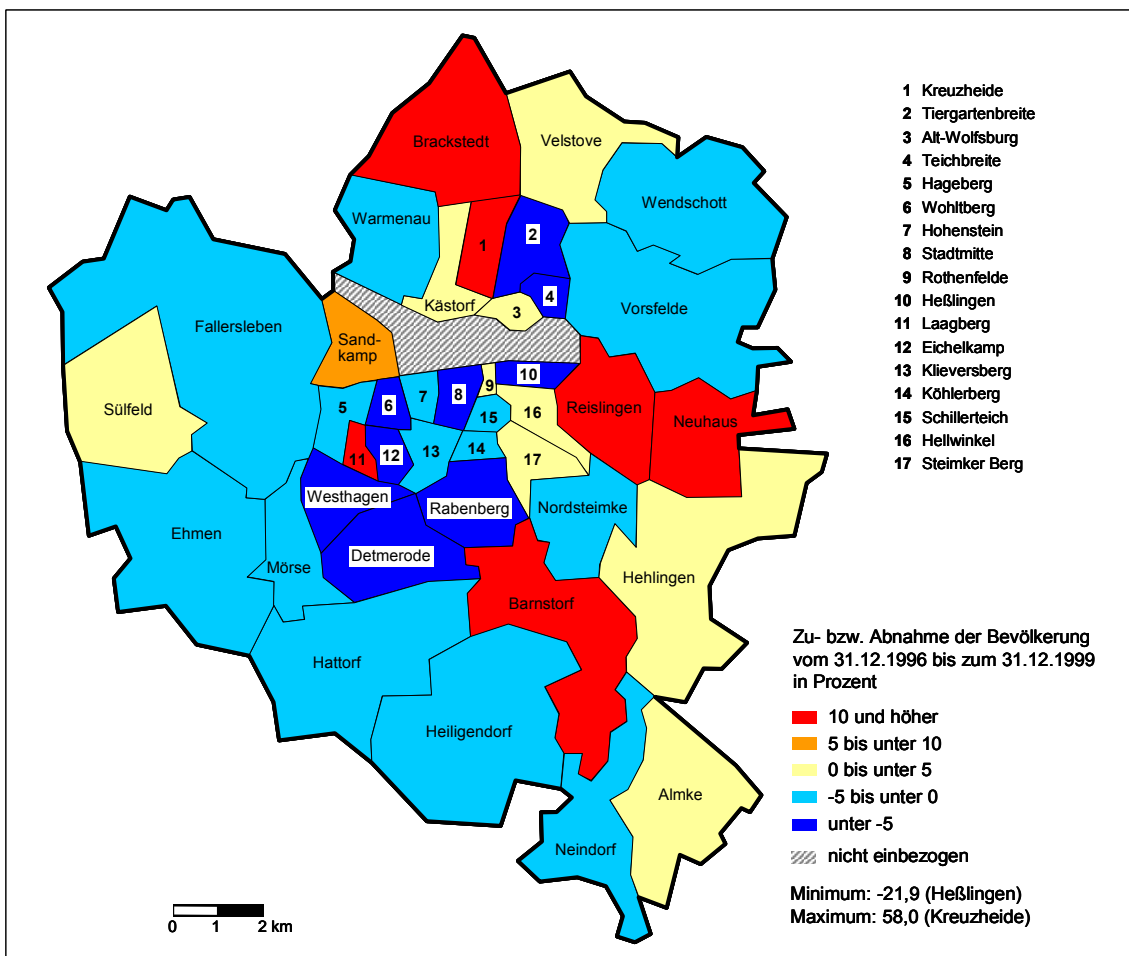 1 Kreuzheide
2 Tiergartenbreite
3 Alt-Wolfsburg
4 Teichbreite
5 Hageberg
6 Wohltberg
7 Hohenstein
8 Stadtmitte
9 Rothenfelde
10 Heßlingen
11 Laagberg
12 Eichelkamp
13 Klieversberg
14 Köhlerberg
15 Schillerteich
16 Hellwinkel
17 Steimker Berg
Brackstedt
Velstove
Wendschott
Warmenau
1
2
4
3
Kästorf
Vorsfelde
Fallersleben
Sand-
kamp
Sülfeld
5
6
7
8
9
10
15
16
Reislingen
Neuhaus
11
12
13
14
17
Westhagen
Rabenberg
Nordsteimke
Ehmen
Mörse
Detmerode
Hehlingen
Barnstorf
Hattorf
Heiligendorf
Almke
Neindorf
Zu- bzw. Abnahme der Bevölkerung
vom 31.12.1996 bis zum 31.12.1999
in Prozent
10 und höher
5 bis unter 10
0 bis unter 5
-5 bis unter 0
unter -5
nicht einbezogen
Minimum: -21,9 (Heßlingen)
Maximum: 58,0 (Kreuzheide)
0 1 2 km